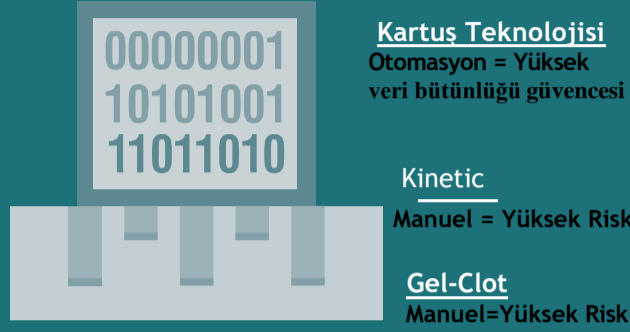 00000001
10101001
11011010
Kartuş Teknolojisi
Otomasyon = Yüksek
veri bütünlüğü güvencesi
Kinetic
Manuel = Yüksek Risk
Gel-Clot
Manuel=Yüksek Risk